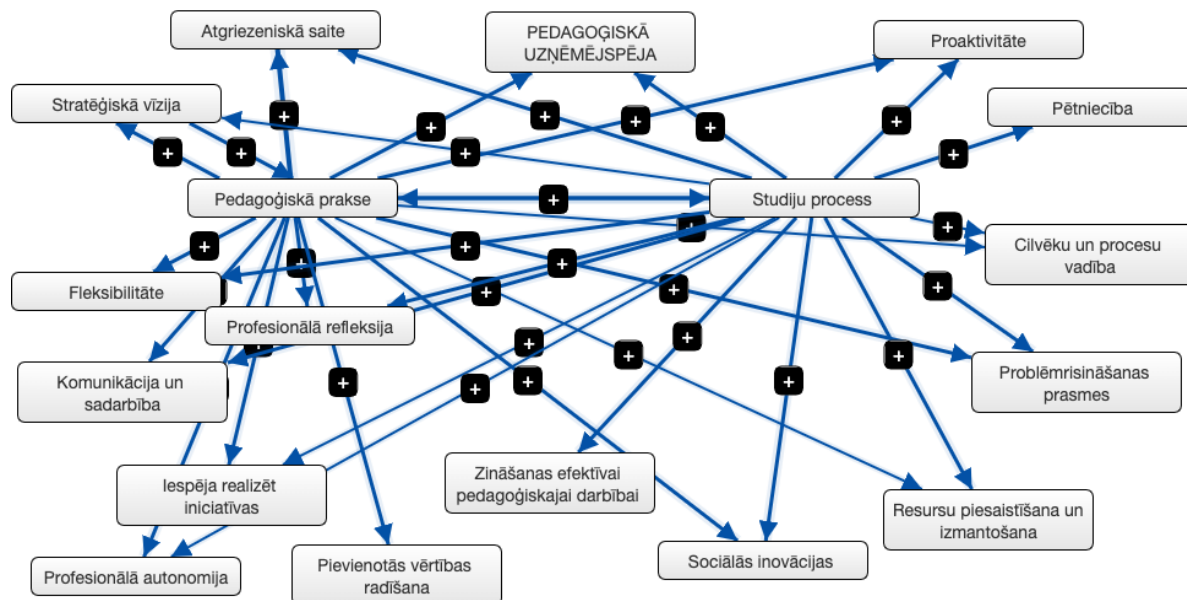 Atgriezeniskā saite
PEDAGOĢISKĀ
UZŅĒMĒJSPĒJA
Proaktivitāte
Stratēģiskā vīzija
Pētniecība
Pedagoģiskā prakse
Studiju process
Cilvēku un procesu
vadība
Fleksibilitāte
Profesionālā refleksija
Komunikācija un
sadarbība
Problēmrisināšanas
prasmes
Iespēja realizēt
iniciatīvas
Zināšanas efektīvai
pedagoģiskajai darbībai
Resursu piesaistīšana un
izmantošana
Profesionālā autonomija
Pievienotās vērtības
radīšana
Sociālās inovācijas